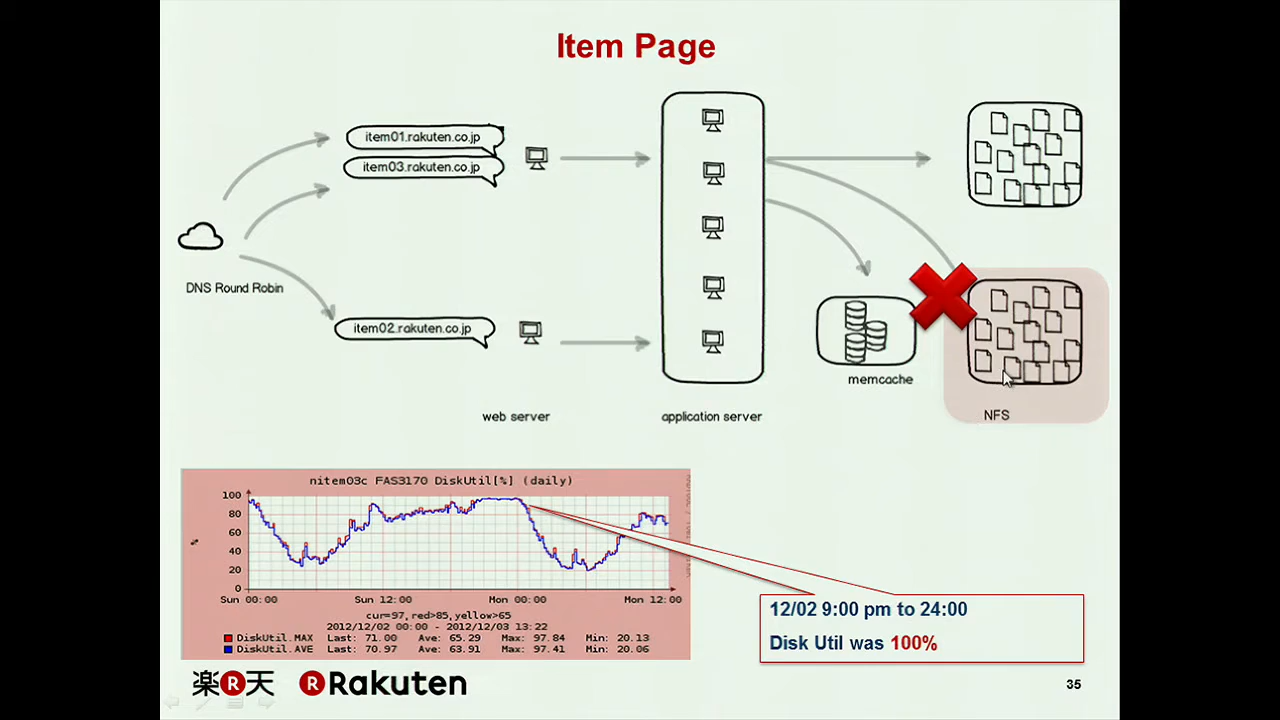 Item Page
item01.rakuten.co.jp
item03.rakuten.co.jp
DNS Round Robin
item02.rakuten.co.jp
memcache
web server
application server
NFS
nitem03c FAS3170 DiskUtil[%] (daily)
100
80
60
40
20
0
%
Sun 00:00 Sun 12:00 Mon 00:00 Mon 12:00
cur=97, red>85, yellow>65
2012/12/02 00:00 - 2012/12/03 13:22
DiskUtil.MAX Last: 71.00 Ave: 65.29 Max: 97.84 Min: 20.13
DiskUtil.AVE Last: 70.97 Ave: 63.91 Max: 97.41 Min: 20.06
12/02 9:00 pm to 24:00
Disk Util was 100%
楽R天 R Rakuten
35